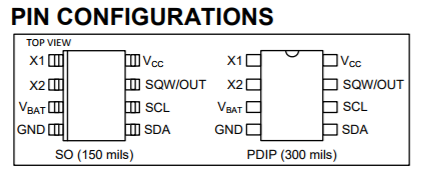 PIN CONFIGURATIONS
TOP VIEW
X1 VCC X1 VCC
X2 SQW/OUT X2 SQW/OUT
VBAT SCL VBAT SCL
GND SDA GND SDA
SO (150 mils) PDIP (300 mils)